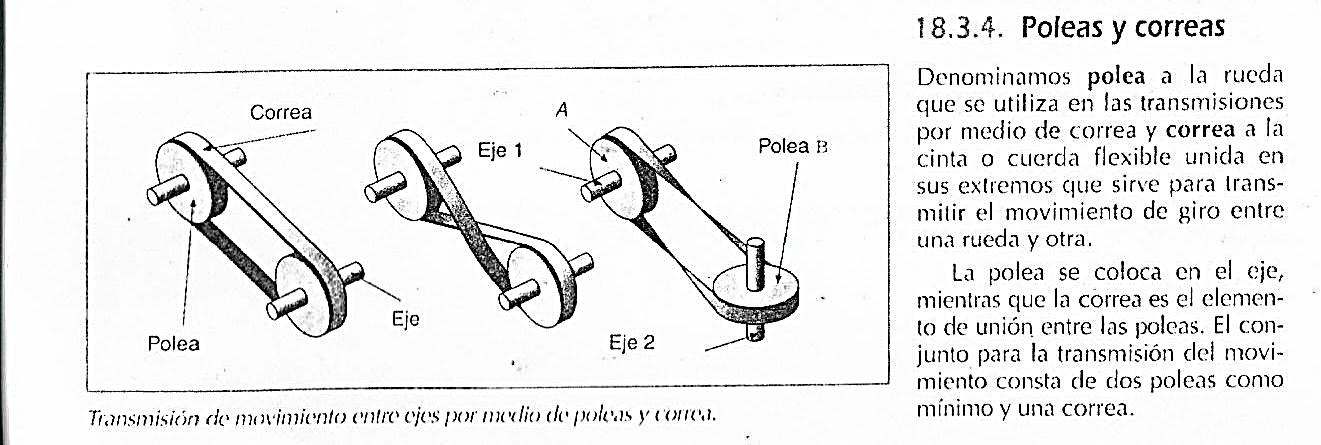 18.3.4. Poleas y correas
Denominamos polea a la rueda
que se utiliza en las transmisiones
por medio de correa y correa a la
cinta o cuerda flexible unida en
sus extremos que sirve para trans-
mitir el movimiento de giro entre
una rueda y otra.
La polea se coloca en el eje,
mientras que la correa es el elemen-
to de unión entre las poleas. El con-
junto para la transmisión del movi-
miento consta de dos poleas como
mínimo y una correa.
Correa
Polea
Eje
A
Eje 1
Polea B
Eje 2
Transmisión de movimiento entre ejes por medio de poleas y correa.